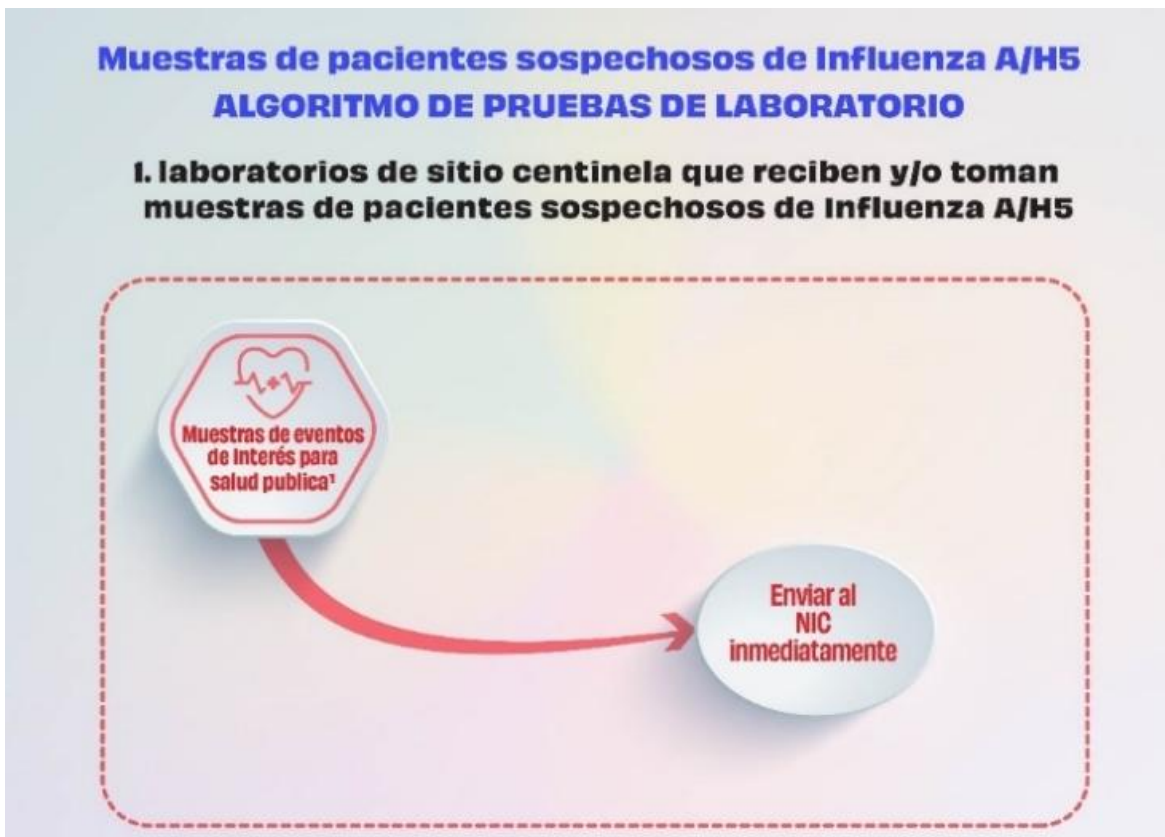 Muestras de pacientes sospechosos de Influenza A/H5
ALGORITMO DE PRUEBAS DE LABORATORIO
1. laboratorios de sitio centinela que reciben y/o toman
muestras de pacientes sospechosos de Influenza A/H5
Muestras de eventos
de Interés para
salud publica¹
Enviar al
NIC
inmediatamente